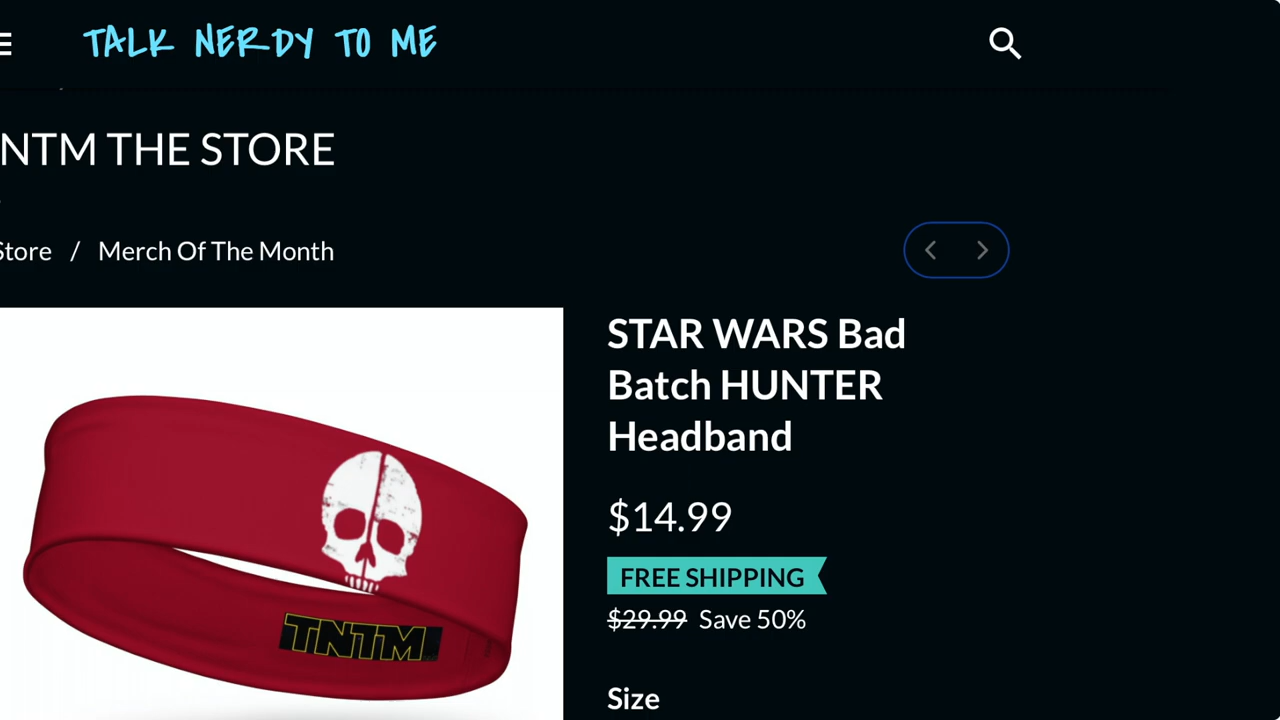 TALK NERDY TO ME
NTM THE STORE
Store / Merch Of The Month
STAR WARS Bad
Batch HUNTER
Headband
$14.99
FREE SHIPPING
$29.99 Save 50%
TNTM
Size